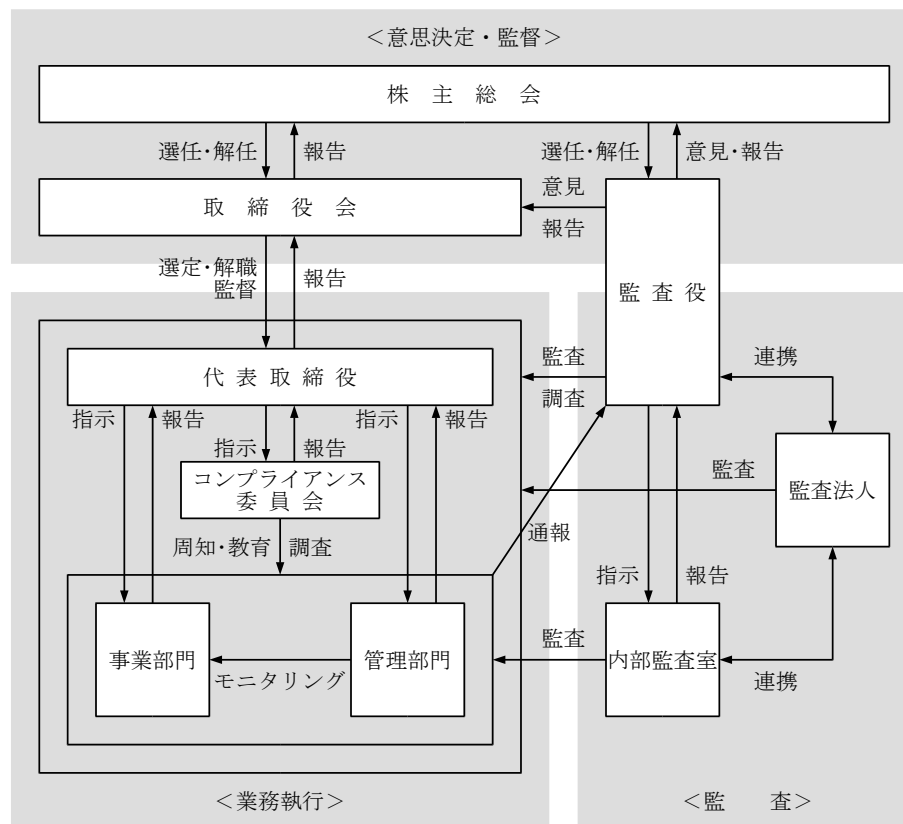 <意思決定・監督>
株主総会
選任・解任
報告
選任・解任
意見・報告
取締役会
意見
報告
選定・解職
監督
報告
監査役
代表取締役
監査
調査
連携
指示
報告
指示
報告
指示
報告
コンプライアンス
委員会
監査
監査法人
通報
周知・教育
調査
指示
報告
事業部門
モニタリング
管理部門
監査
内部監査室
連携
<業務執行>
<監 査>